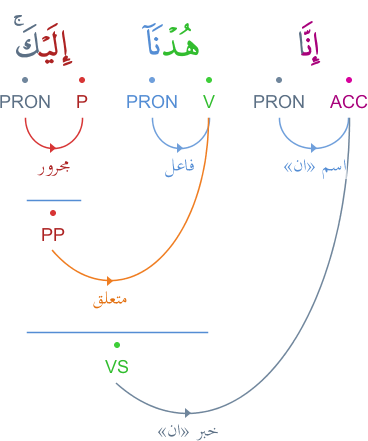 إِنَّا هُدْنَآ إِلَيْكَ ۚ
ACC PRON V PRON P PRON
اسم «ان» فاعل مجرور
PP
متعلق
VS
خبر «ان»